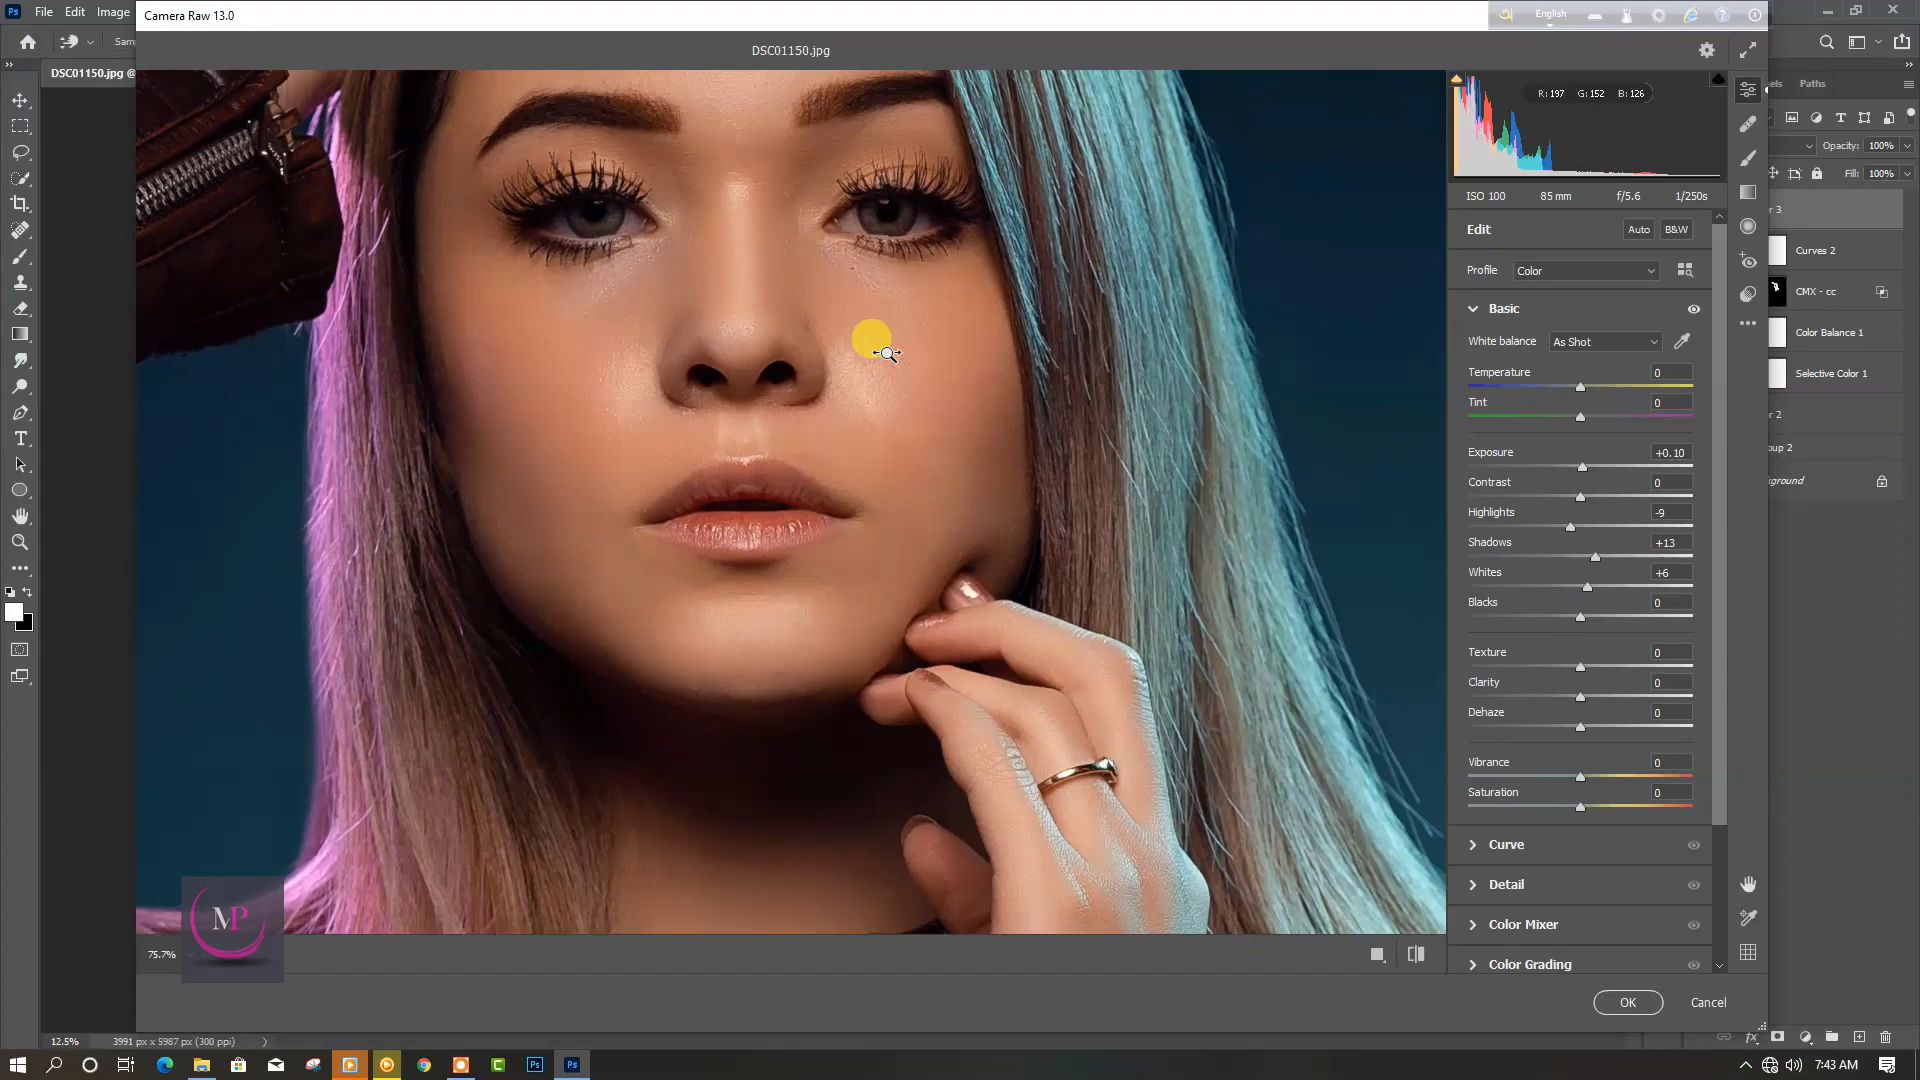 Ps File Edit Image
Camera Raw 13.0
English
Sam
DSC01150.jpg
DSC01150.jpg @
Paths
R: 197 G: 152 B: 126
ISO 100 85 mm f/5.6 1/250s
Opacity: 100%
Fill: 100%
Edit Auto B&W
Profile Color
Basic
White balance As Shot
Temperature 0
Tint 0
Exposure +0.10
Contrast 0
Highlights -9
Shadows +13
Whites +6
Blacks 0
Texture 0
Clarity 0
Dehaze 0
Vibrance 0
Saturation 0
Curve
Detail
Color Mixer
Color Grading
Curves 2
CMX - cc
Color Balance 1
Selective Color 1
MP
75.7%
OK Cancel
12.5% 3991 px x 5987 px (300 ppi)
7:43 AM